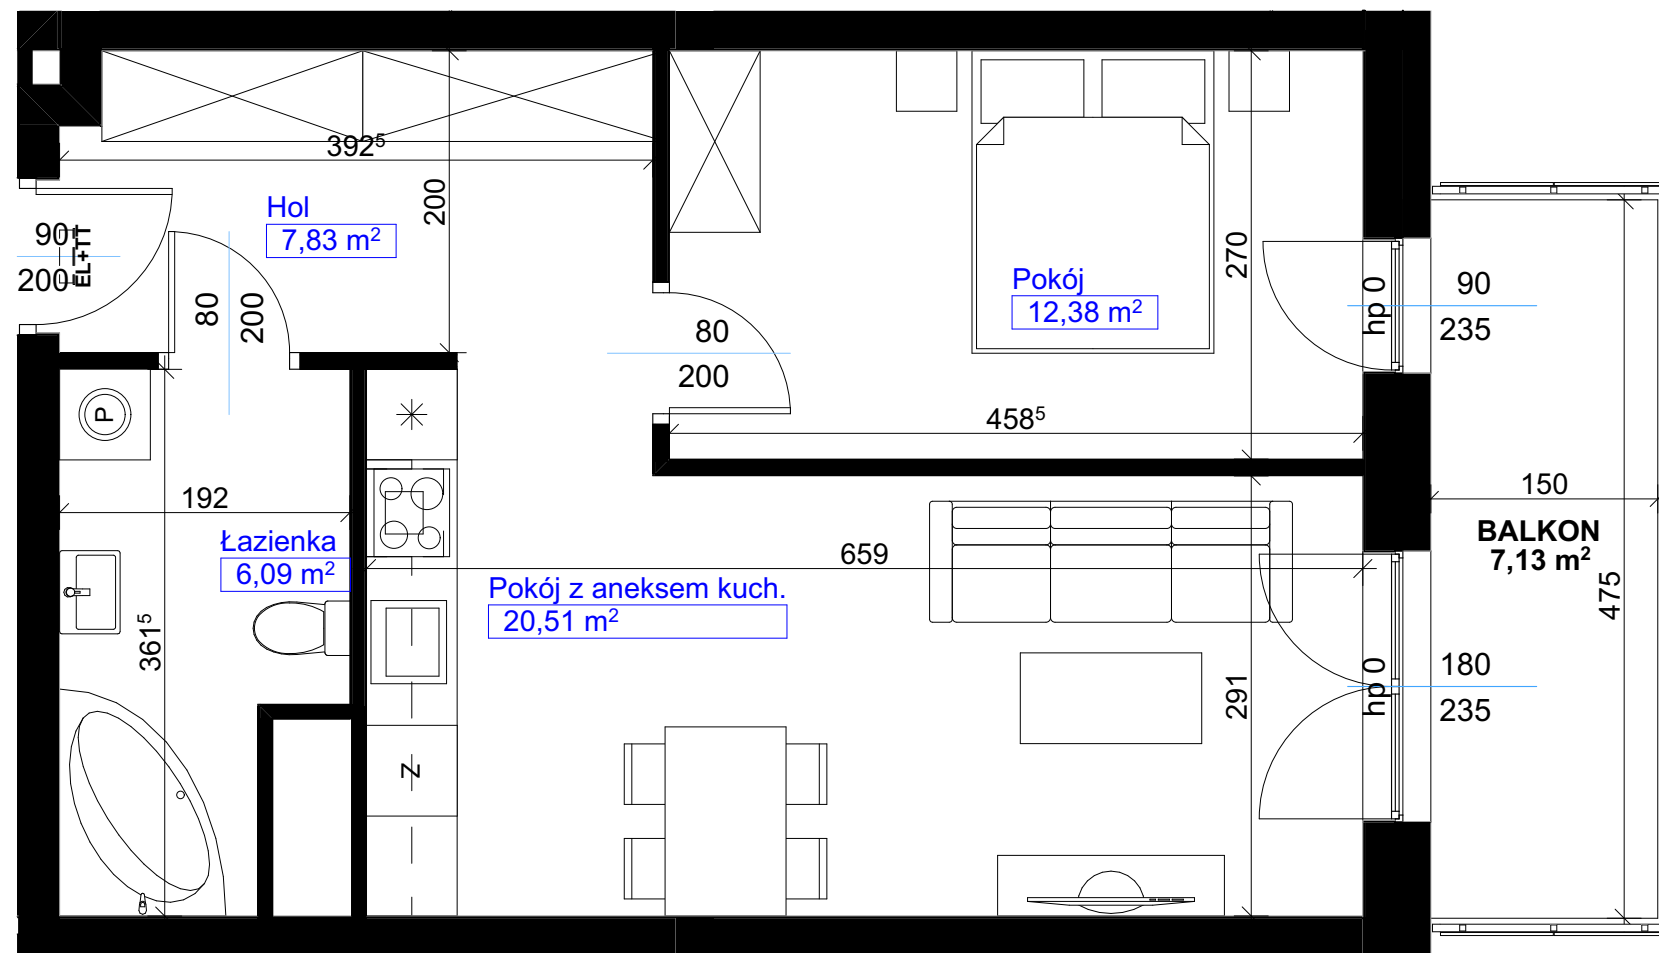 392⁵
200
Hol
7,83 m²
90
200
EL+TT
80
200
270
Pokój
12,38 m²
hp 0
90
235
80
200
458⁵
P
192
Łazienka
6,09 m²
361⁵
659
Pokój z aneksem kuch.
20,51 m²
Z
291
hp 0
180
235
150
BALKON
7,13 m²
475